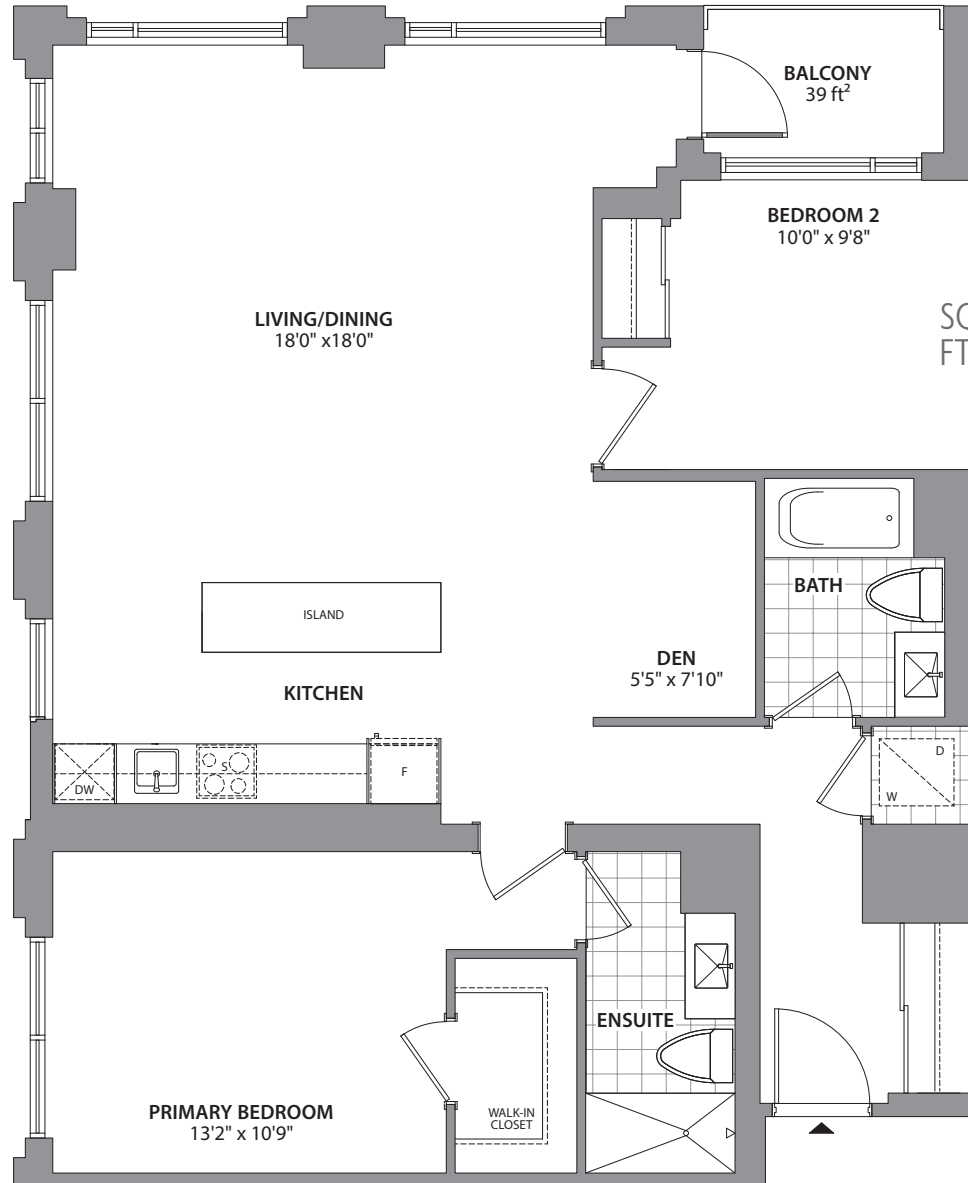 BALCONY
39 ft²
BEDROOM 2
10'0" x 9'8"
LIVING/DINING
18'0" x18'0"
SQ
FT
ISLAND
BATH
KITCHEN
DEN
5'5" x 7'10"
DW
S
F
D
W
ENSUITE
PRIMARY BEDROOM
13'2" x 10'9"
WALK-IN
CLOSET